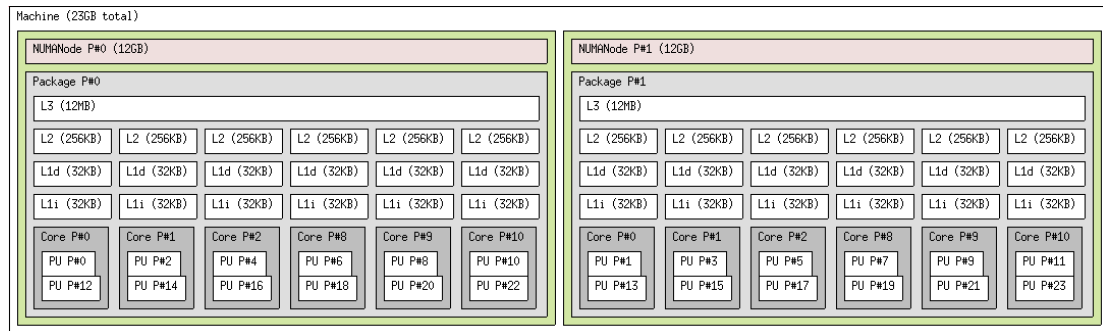 Machine (23GB total)
NUMANode P#0 (12GB)
Package P#0
L3 (12MB)
L2 (256KB) L2 (256KB) L2 (256KB) L2 (256KB) L2 (256KB) L2 (256KB)
L1d (32KB) L1d (32KB) L1d (32KB) L1d (32KB) L1d (32KB) L1d (32KB)
L1i (32KB) L1i (32KB) L1i (32KB) L1i (32KB) L1i (32KB) L1i (32KB)
Core P#0 Core P#1 Core P#2 Core P#8 Core P#9 Core P#10
PU P#0 PU P#2 PU P#4 PU P#6 PU P#8 PU P#10
PU P#12 PU P#14 PU P#16 PU P#18 PU P#20 PU P#22
NUMANode P#1 (12GB)
Package P#1
L3 (12MB)
L2 (256KB) L2 (256KB) L2 (256KB) L2 (256KB) L2 (256KB) L2 (256KB)
L1d (32KB) L1d (32KB) L1d (32KB) L1d (32KB) L1d (32KB) L1d (32KB)
L1i (32KB) L1i (32KB) L1i (32KB) L1i (32KB) L1i (32KB) L1i (32KB)
Core P#0 Core P#1 Core P#2 Core P#8 Core P#9 Core P#10
PU P#1 PU P#3 PU P#5 PU P#7 PU P#9 PU P#11
PU P#13 PU P#15 PU P#17 PU P#19 PU P#21 PU P#23